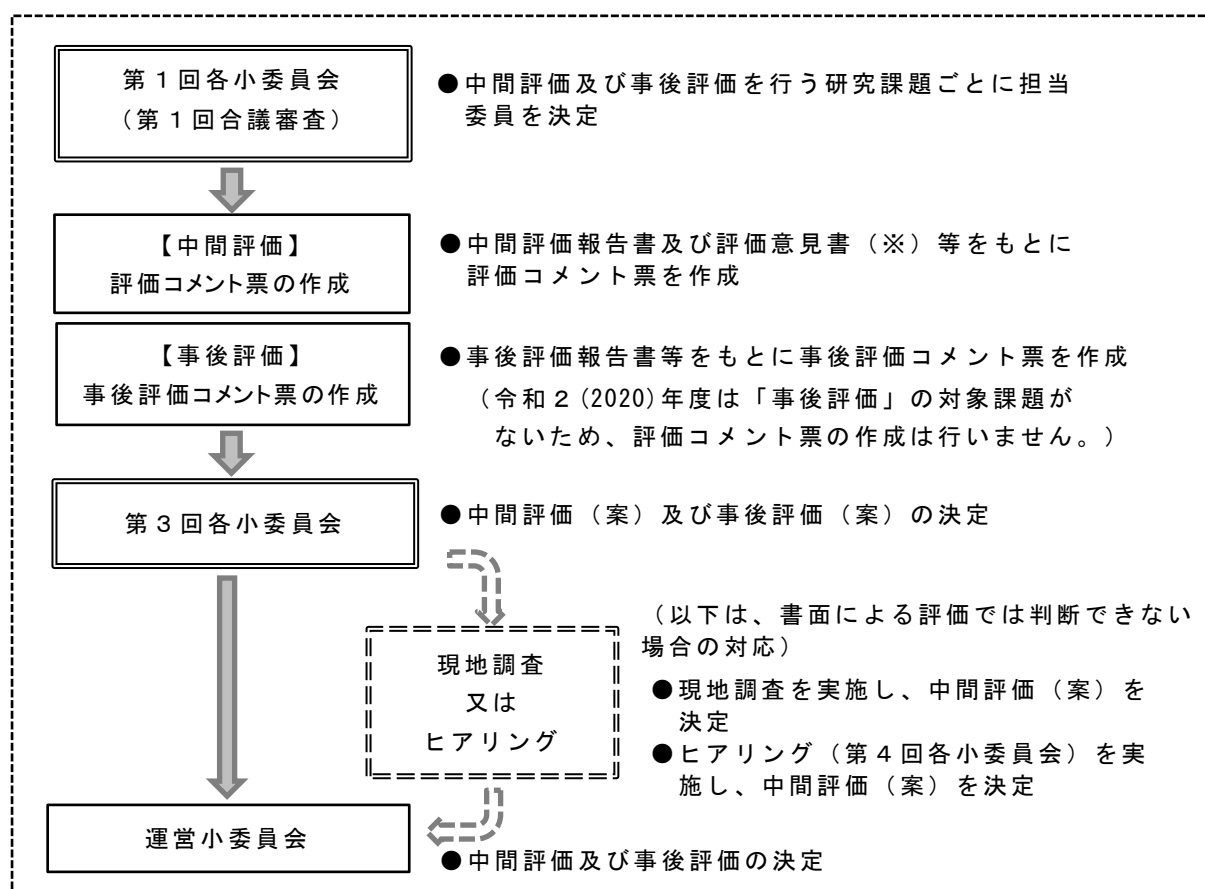 第1回各小委員会
（第1回合議審査）
●中間評価及び事後評価を行う研究課題ごとに担当
委員を決定
【中間評価】
評価コメント票の作成
●中間評価報告書及び評価意見書（※）等をもとに
評価コメント票を作成
【事後評価】
事後評価コメント票の作成
●事後評価報告書等をもとに事後評価コメント票を作成
（令和２(2020)年度は「事後評価」の対象課題が
ないため、評価コメント票の作成は行いません。）
第３回各小委員会
●中間評価（案）及び事後評価（案）の決定
（以下は、書面による評価では判断できない
場合の対応）
現地調査
又は
ヒアリング
●現地調査を実施し、中間評価（案）を
決定
●ヒアリング（第４回各小委員会）を実
施し、中間評価（案）を決定
運営小委員会
●中間評価及び事後評価の決定